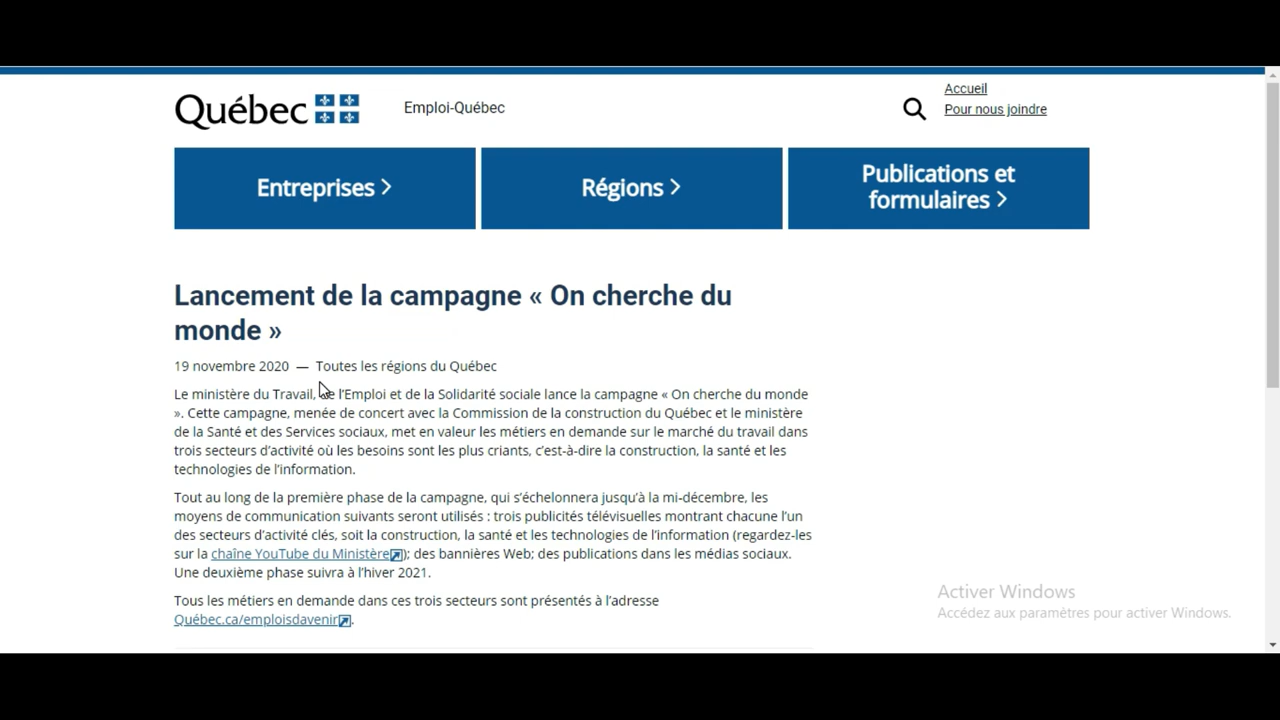 Québec
Emploi-Québec
Accueil
Pour nous joindre
Entreprises >
Régions >
Publications et
formulaires >
Lancement de la campagne « On cherche du
monde »
19 novembre 2020 — Toutes les régions du Québec
Le ministère du Travail, de l'Emploi et de la Solidarité sociale lance la campagne « On cherche du monde
». Cette campagne, menée de concert avec la Commission de la construction du Québec et le ministère
de la Santé et des Services sociaux, met en valeur les métiers en demande sur le marché du travail dans
trois secteurs d'activité où les besoins sont les plus criants, c'est-à-dire la construction, la santé et les
technologies de l'information.
Tout au long de la première phase de la campagne, qui s'échelonnera jusqu'à la mi-décembre, les
moyens de communication suivants seront utilisés : trois publicités télévisuelles montrant chacune l'un
des secteurs d'activité clés, soit la construction, la santé et les technologies de l'information (regardez-les
sur la chaîne YouTube du Ministère); des bannières Web; des publications dans les médias sociaux.
Une deuxième phase suivra à l'hiver 2021.
Tous les métiers en demande dans ces trois secteurs sont présentés à l'adresse
Québec.ca/emploisdavenir.
Activer Windows
Accédez aux paramètres pour activer Windows.